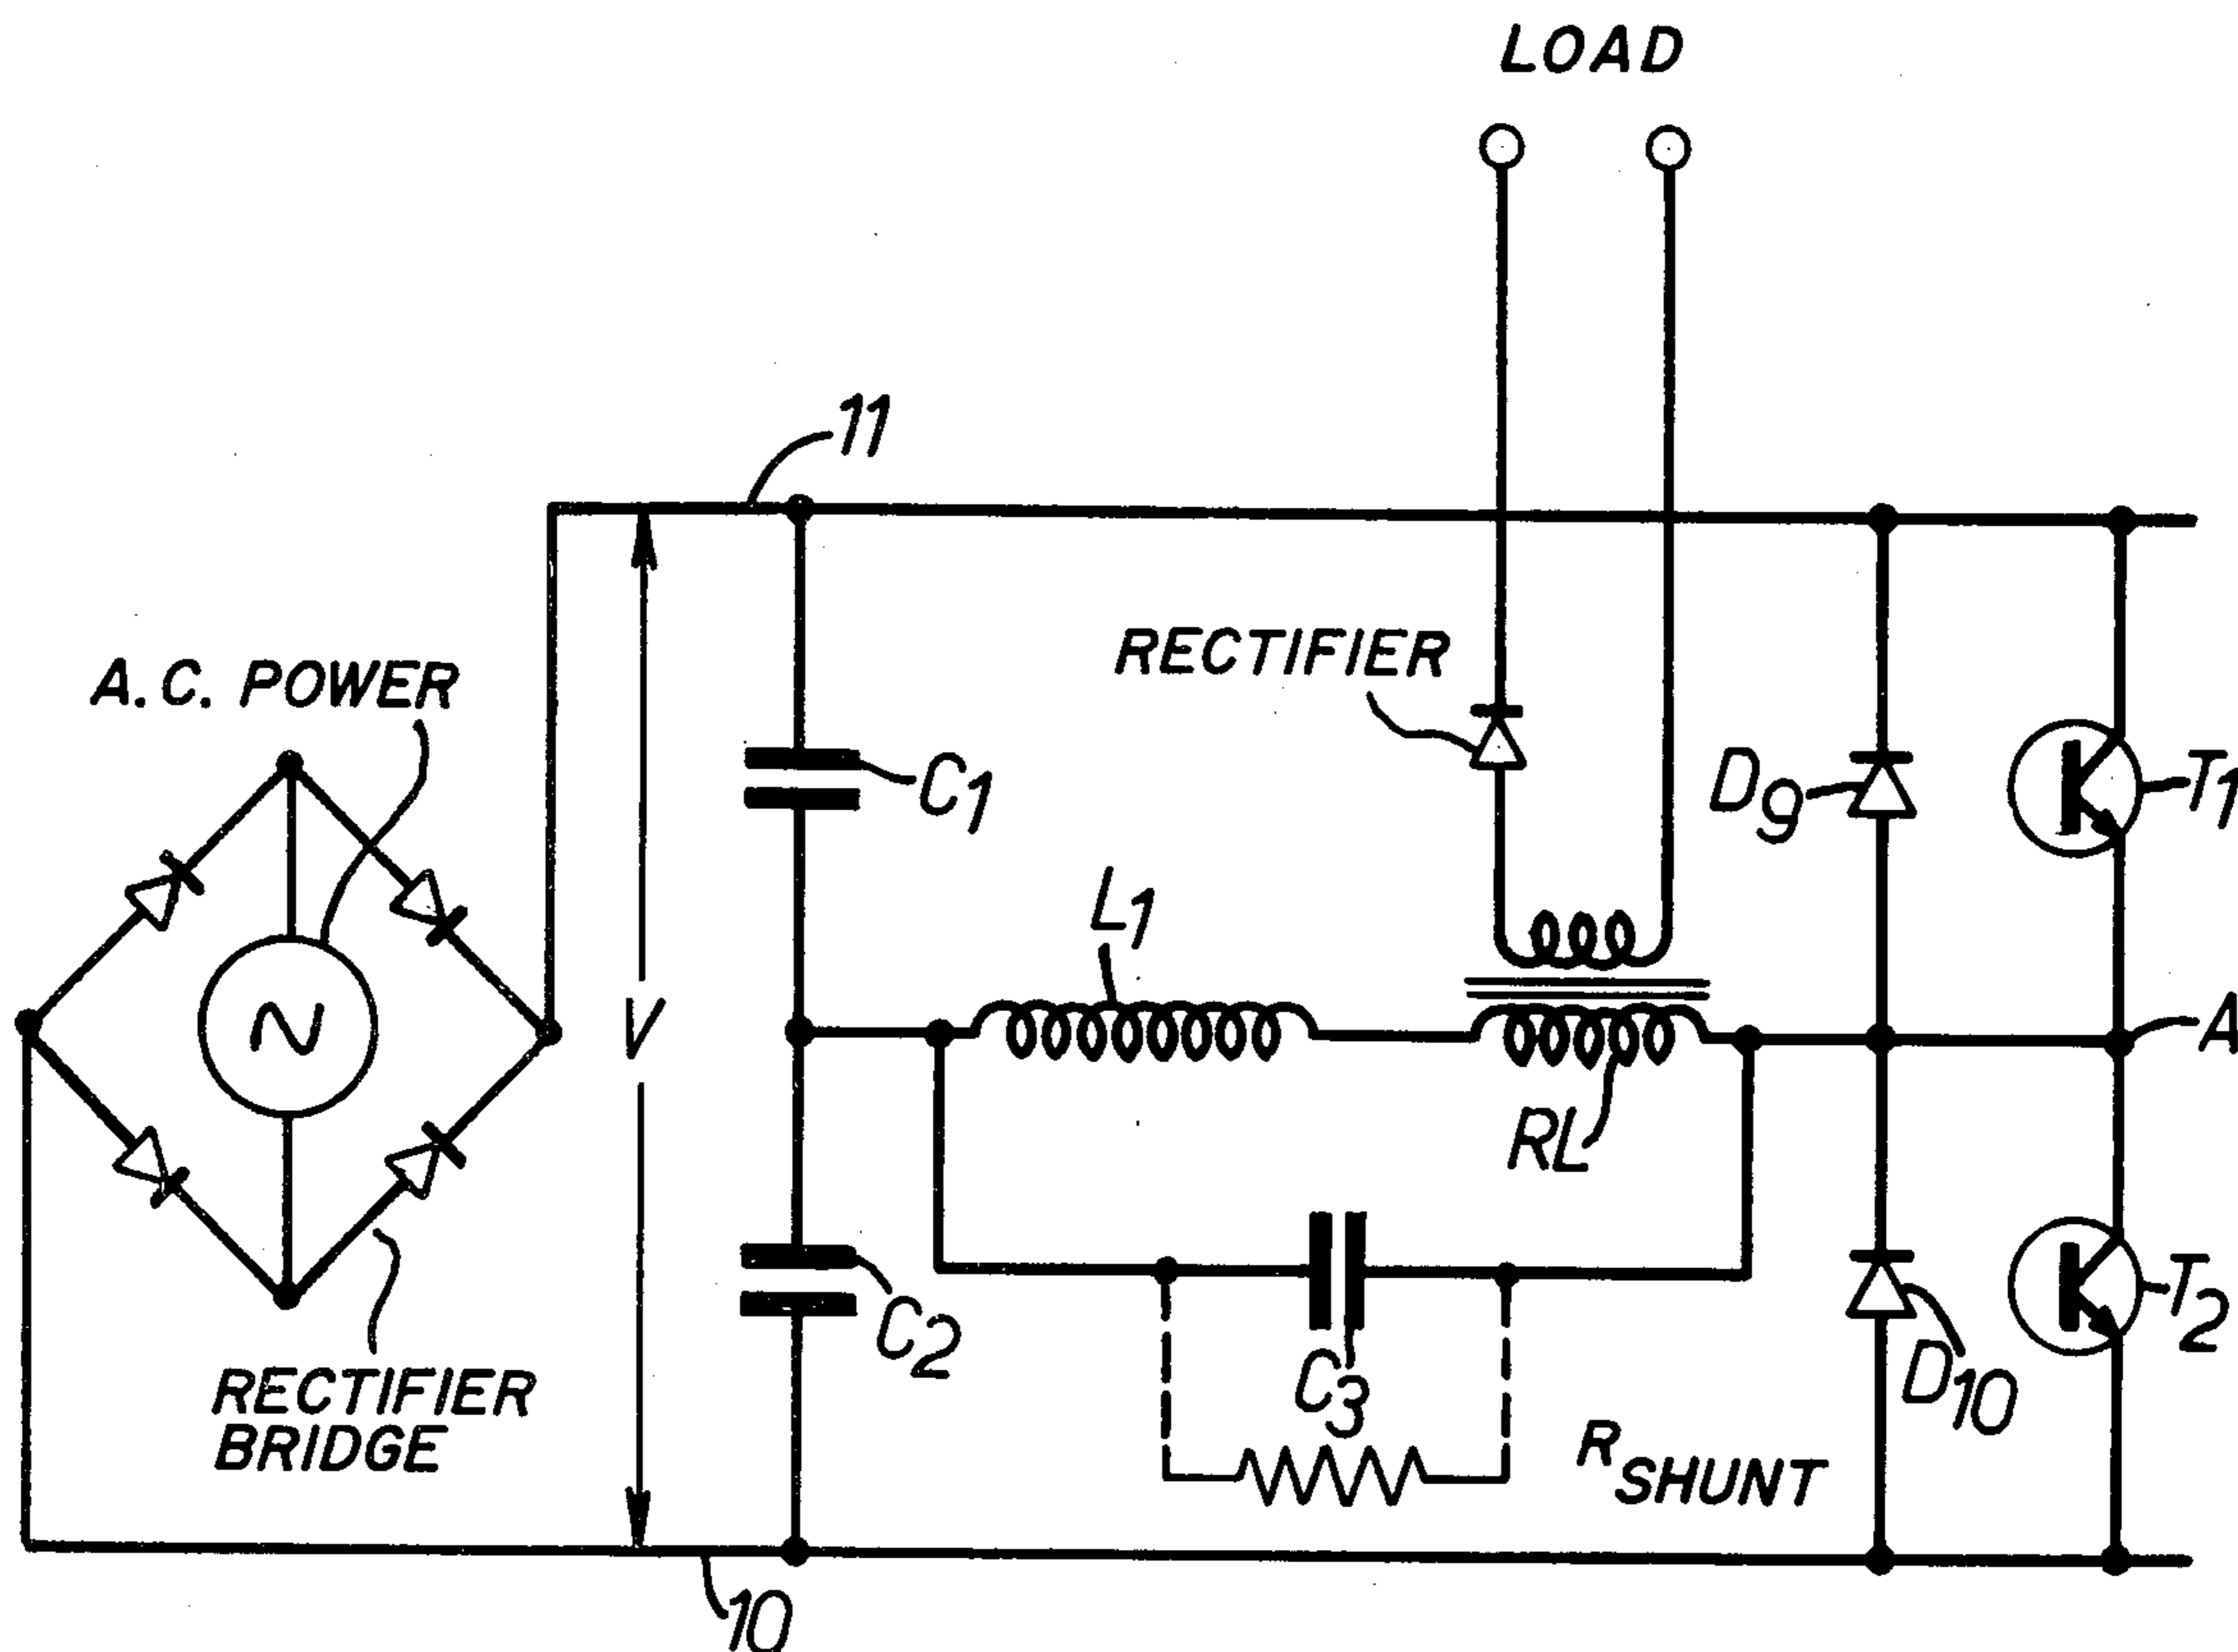 LOAD
11
RECTIFIER
A.C. POWER
C1
D9
T1
L1
V
A
RL
C2
C3
D10
T2
RECTIFIER
BRIDGE
RSHUNT
10